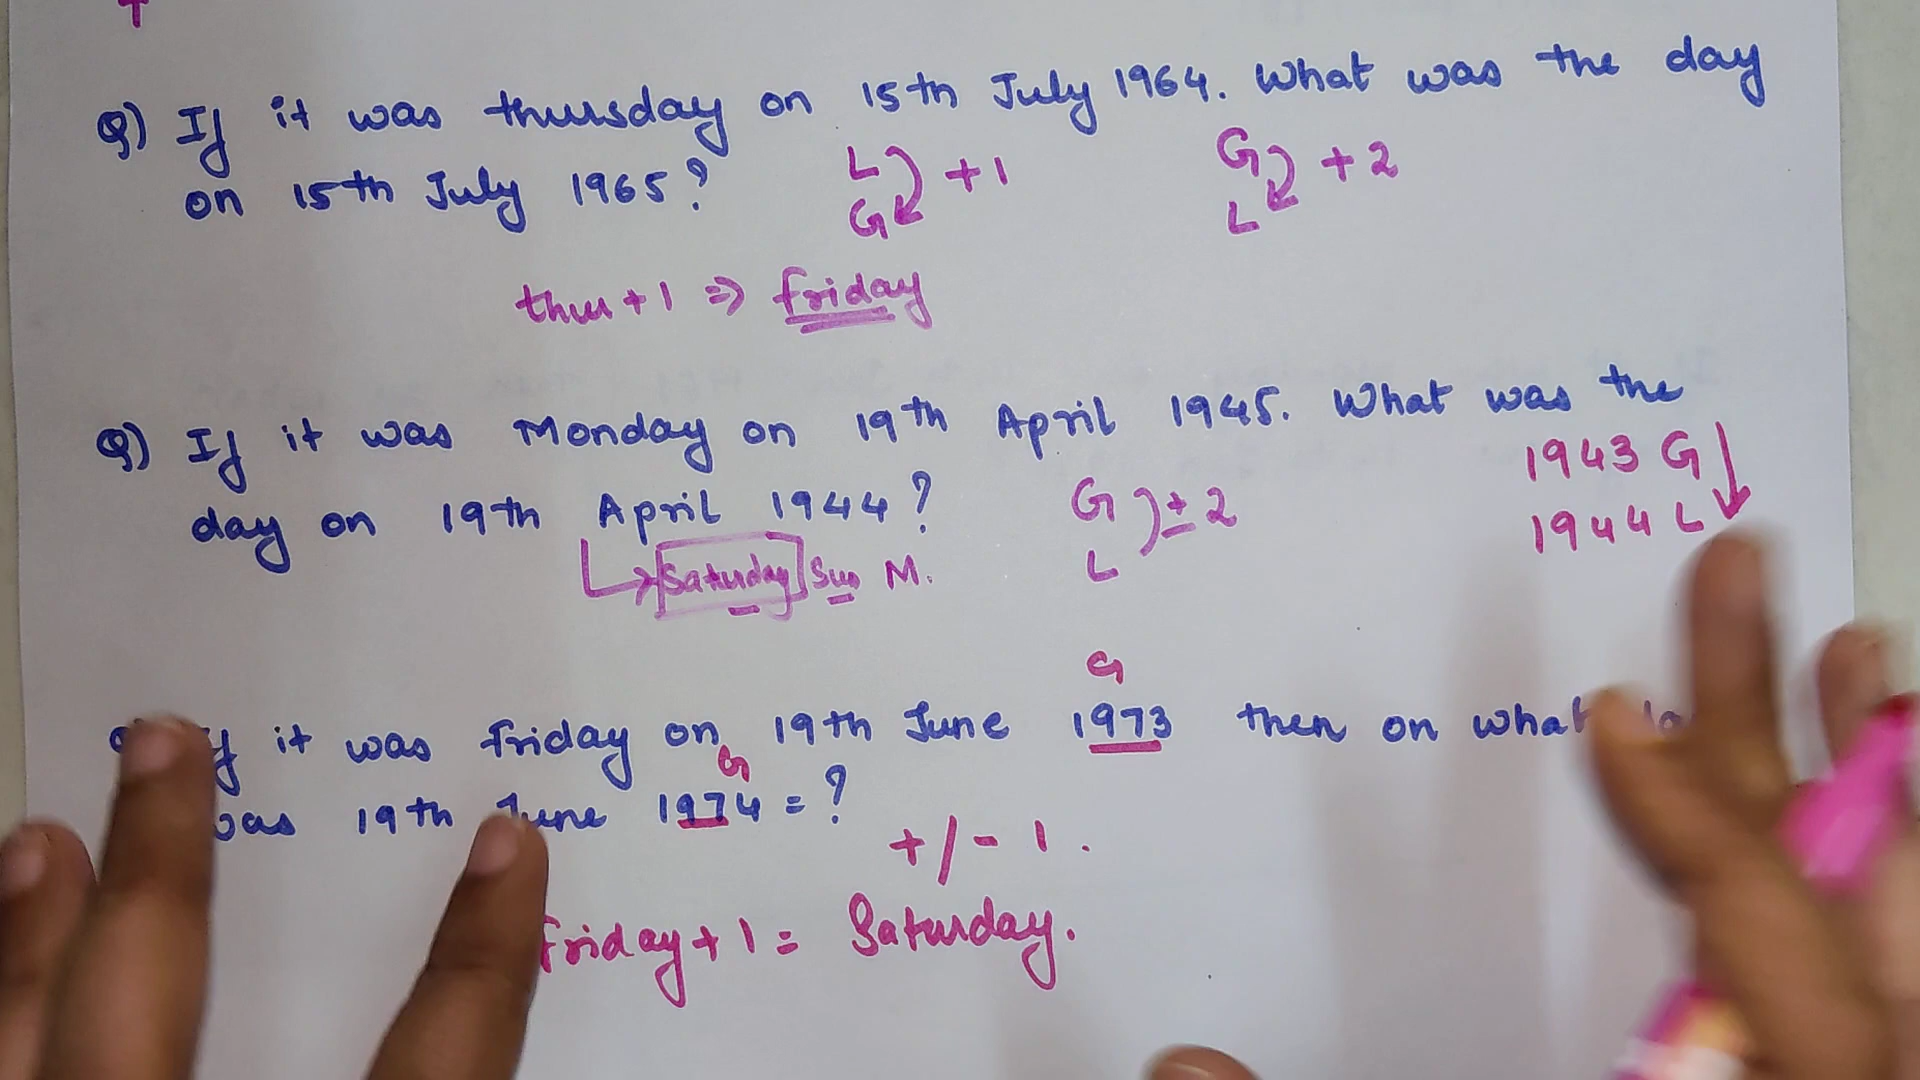 Q) If it was thursday on 15th July 1964. What was the day
on 15th July 1965?
L
G
+1
G
L
+2
thur +1 ⇒ friday
Q) If it was Monday on 19th April 1945. What was the
day on 19th April 1944?
G
L
± 2
1943 G
1944 L
Saturday Sun M.
G
it was friday on 19th June 1973 then on what
G
was 19th June 1974 = ?
+/- 1.
Friday + 1 = Saturday.